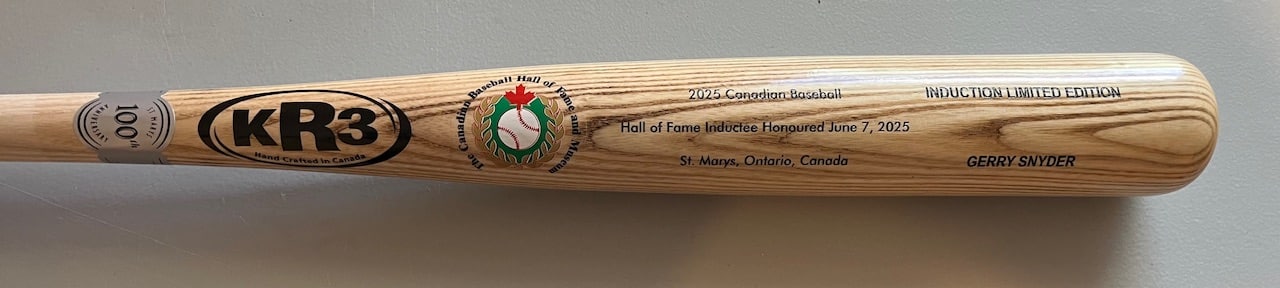 100th
ANNIVERSARY
KR3
Hand Crafted in Canada
The Canadian Baseball Hall of Fame and Museum
2025 Canadian Baseball
Hall of Fame Inductee Honoured June 7, 2025
St. Marys, Ontario, Canada
INDUCTION LIMITED EDITION
GERRY SNYDER